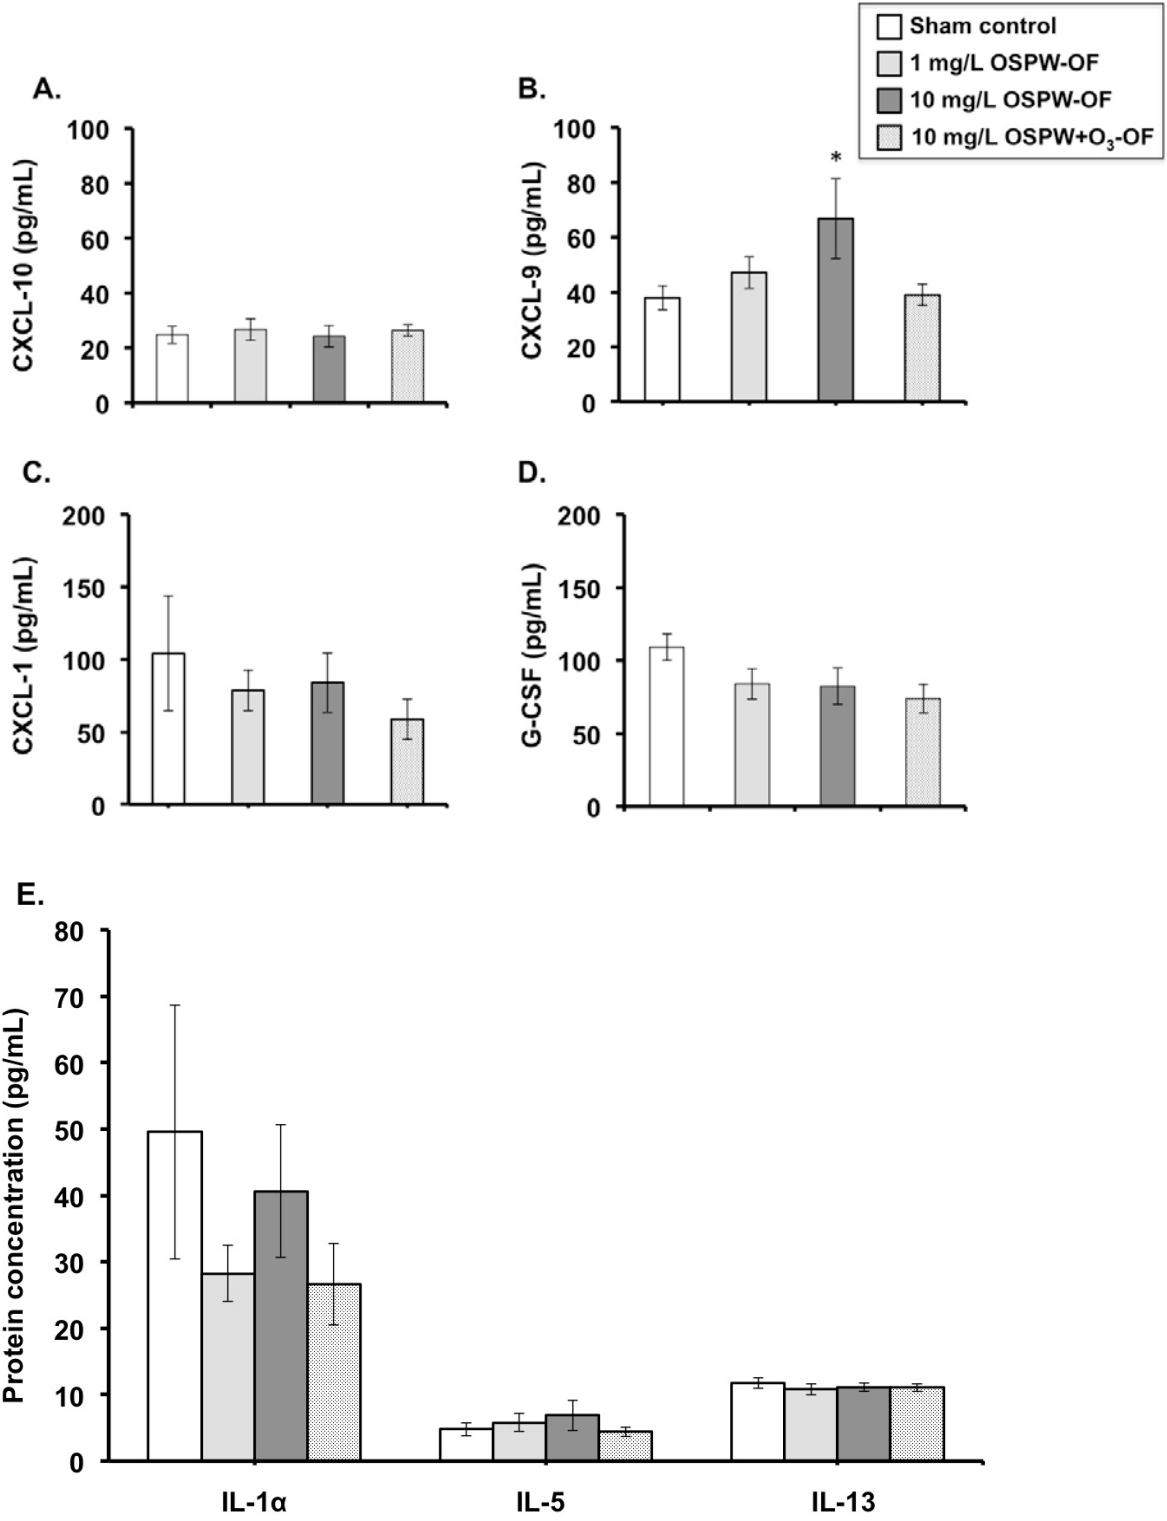 Sham control
1 mg/L OSPW-OF
10 mg/L OSPW-OF
10 mg/L OSPW+O3-OF
A.
CXCL-10 (pg/mL)
100
80
60
40
20
0
B.
CXCL-9 (pg/mL)
100
80
60
40
20
0
*
C.
CXCL-1 (pg/mL)
200
150
100
50
0
D.
G-CSF (pg/mL)
200
150
100
50
0
E.
Protein concentration (pg/mL)
80
70
60
50
40
30
20
10
0
IL-1α IL-5 IL-13